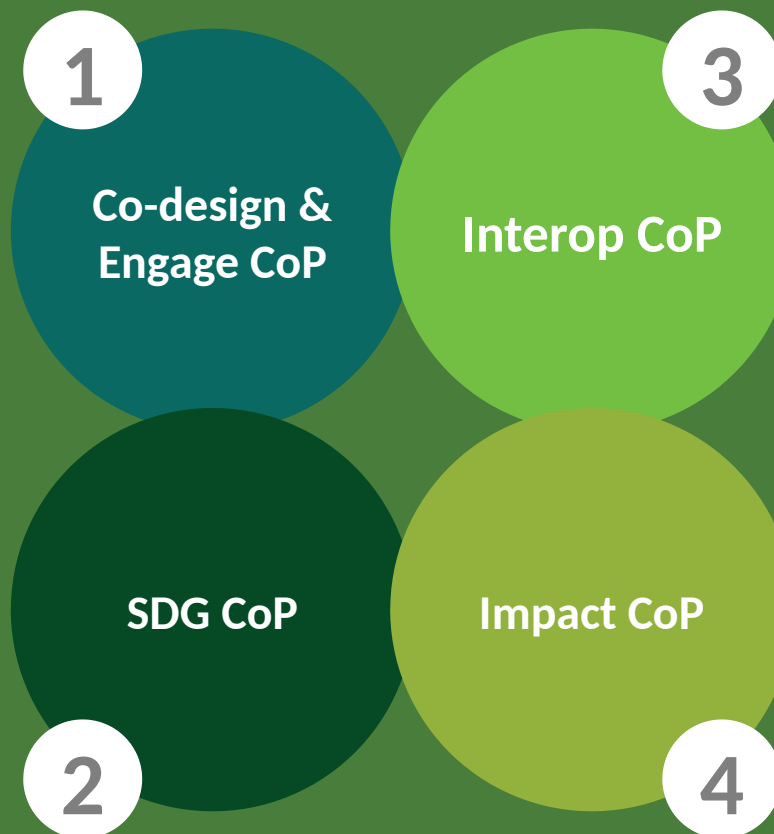 1
Co-design &
Engage CoP
3
Interop CoP
SDG CoP
2
Impact CoP
4